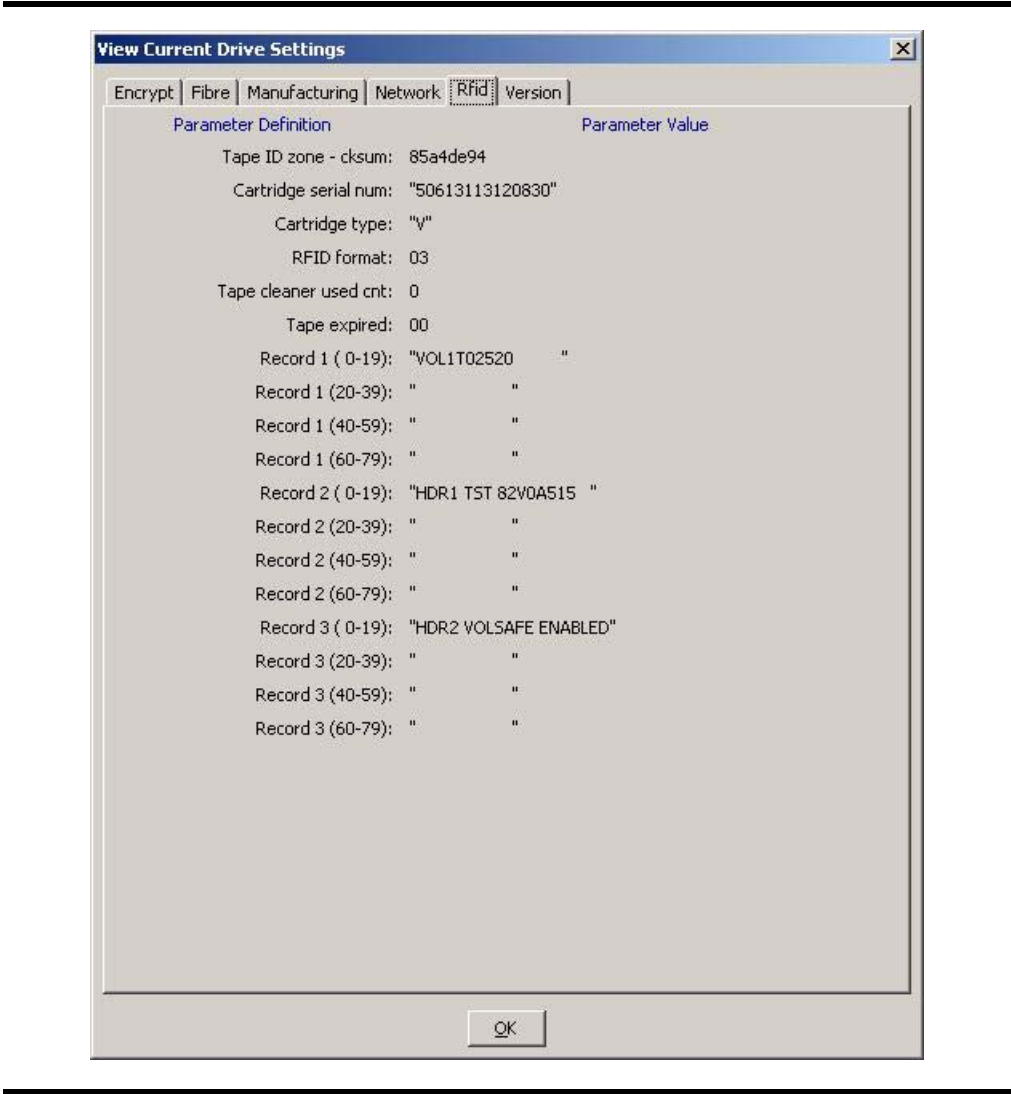 View Current Drive Settings
Encrypt Fibre Manufacturing Network Rfid Version
Parameter Definition Parameter Value
Tape ID zone - cksum: 85a4de94
Cartridge serial num: "50613113120830"
Cartridge type: "V"
RFID format: 03
Tape cleaner used cnt: 0
Tape expired: 00
Record 1 ( 0-19): "VOL1T02520          "
Record 1 (20-39): "                    "
Record 1 (40-59): "                    "
Record 1 (60-79): "                    "
Record 2 ( 0-19): "HDR1 TST 82V0A515   "
Record 2 (20-39): "                    "
Record 2 (40-59): "                    "
Record 2 (60-79): "                    "
Record 3 ( 0-19): "HDR2 VOLSAFE ENABLED"
Record 3 (20-39): "                    "
Record 3 (40-59): "                    "
Record 3 (60-79): "                    "
OK